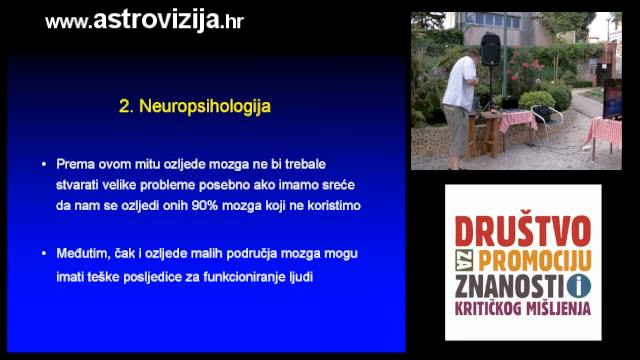 www.astrovizija.hr
2. Neuropsihologija
• Prema ovom mitu ozljede mozga ne bi trebale
stvarati velike probleme posebno ako imamo sreće
da nam se ozljedi onih 90% mozga koji ne koristimo
• Međutim, čak i ozljede malih područja mozga mogu
imati teške posljedice za funkcioniranje ljudi
DRUŠTVO
ZA PROMOCIJU
ZNANOSTI i
KRITIČKOG MIŠLJENJA